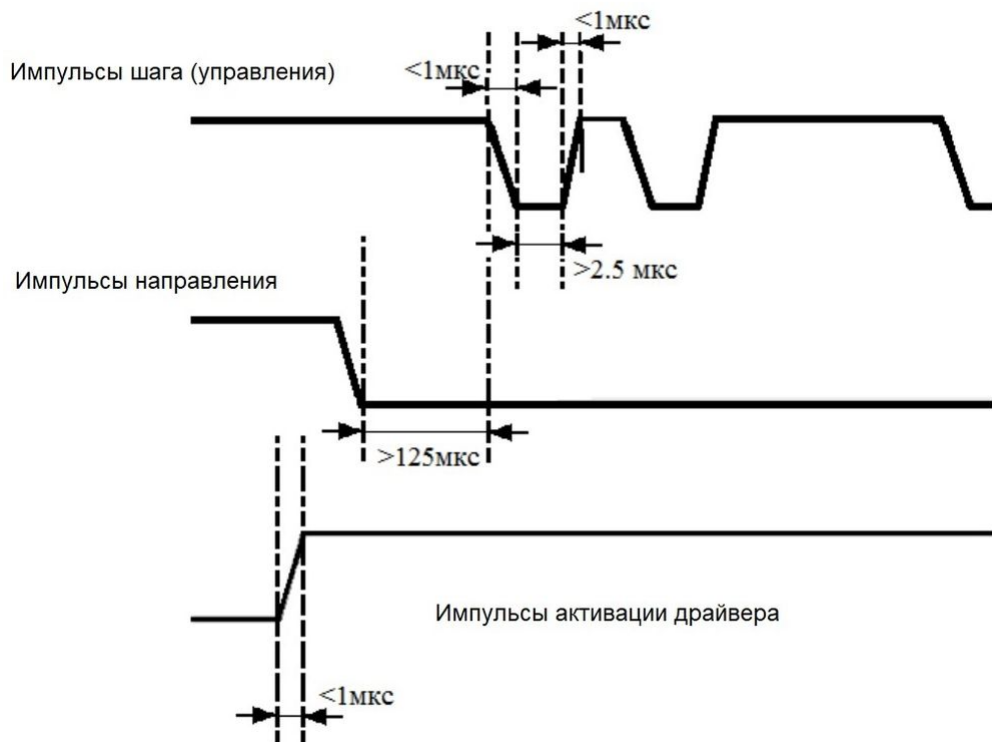 <1мкс
Импульсы шага (управления)
<1мкс
>2.5 мкс
Импульсы направления
>125мкс
Импульсы активации драйвера
<1мкс